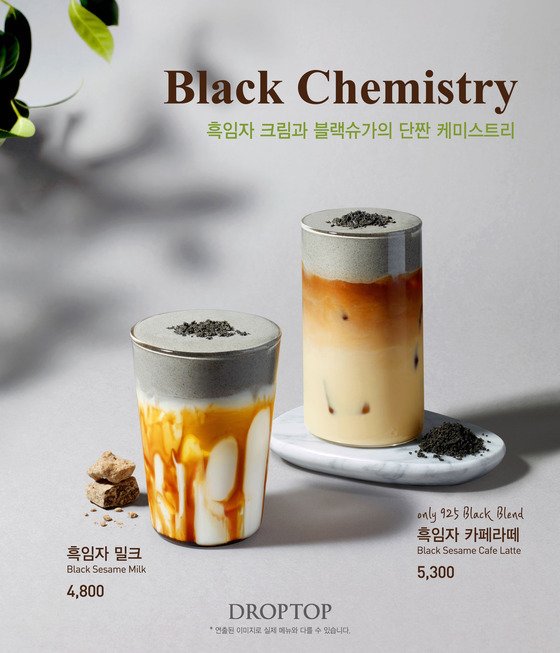 Black Chemistry
흑임자 크림과 블랙슈가의 단짠 케미스트리
only 925 Black Blend
흑임자 밀크
Black Sesame Milk
4,800
흑임자 카페라떼
Black Sesame Cafe Latte
5,300
DROPTOP
* 연출된 이미지로 실제 메뉴와 다를 수 있습니다.